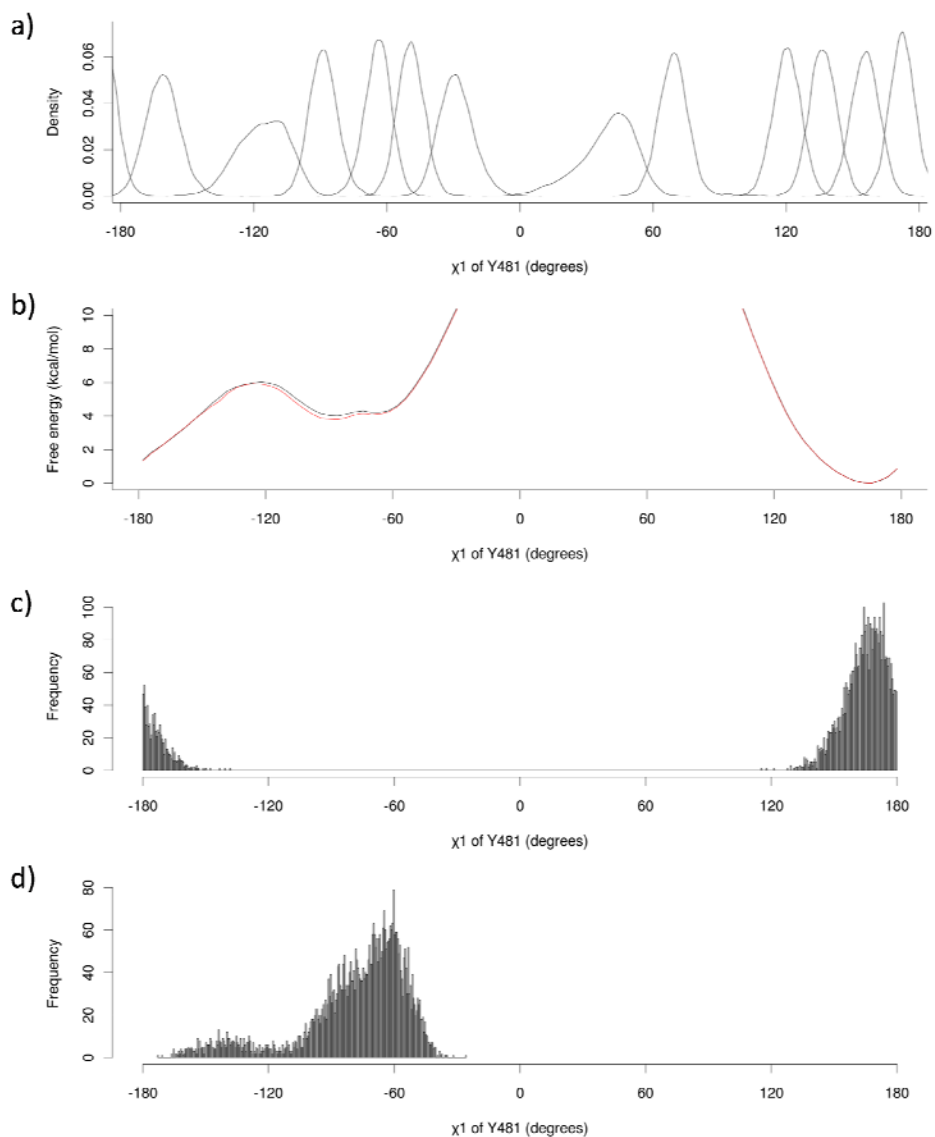 a)
Density
0.00 0.02 0.04 0.06
-180 -120 -60 0 60 120 180
χ1 of Y481 (degrees)
b)
Free energy (kcal/mol)
0 2 4 6 8 10
-180 -120 -60 0 60 120 180
χ1 of Y481 (degrees)
c)
Frequency
0 20 40 60 80 100
-180 -120 -60 0 60 120 180
χ1 of Y481 (degrees)
d)
Frequency
0 20 40 60 80
-180 -120 -60 0 60 120 180
χ1 of Y481 (degrees)